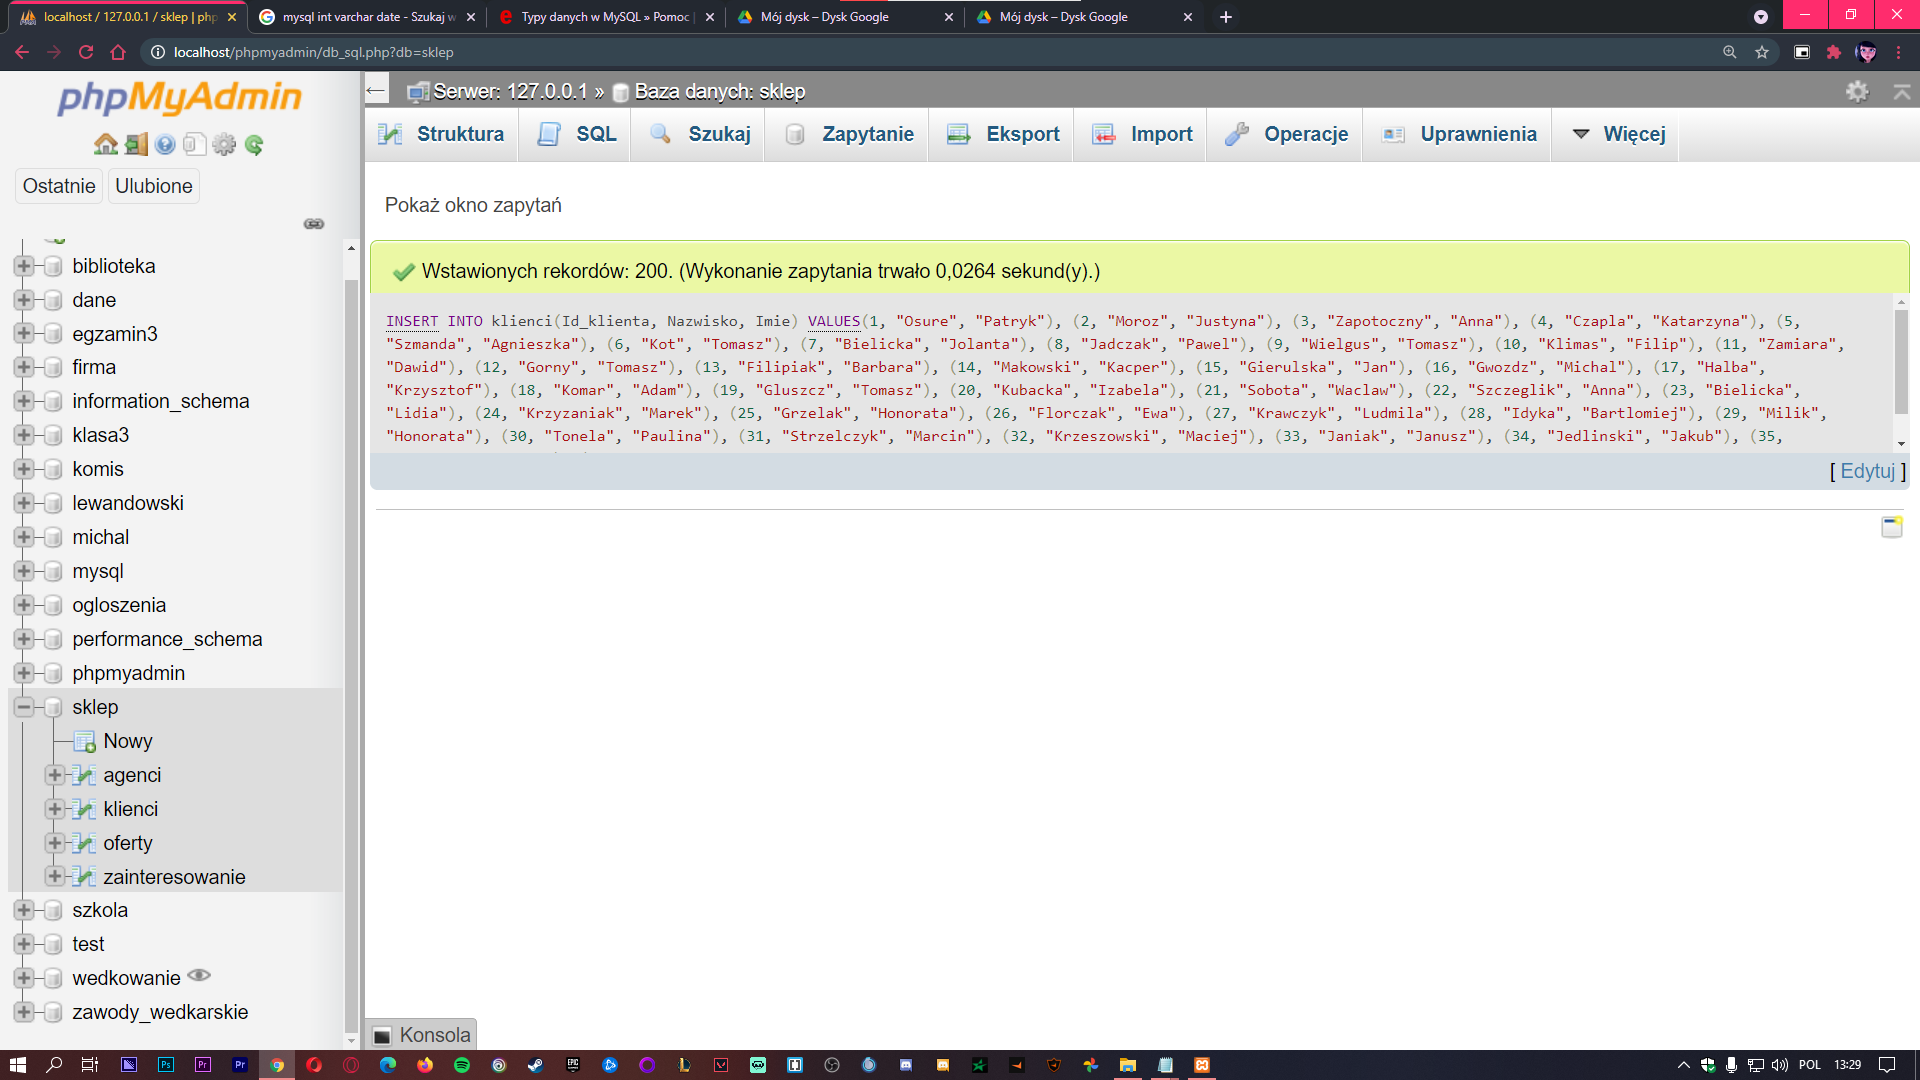 localhost / 127.0.0.1 / sklep | php
mysql int varchar date - Szukaj w
Typy danych w MySQL » Pomoc |
Mój dysk – Dysk Google
Mój dysk – Dysk Google
localhost/phpmyadmin/db_sql.php?db=sklep
phpMyAdmin
Ostatnie
Ulubione
biblioteka
dane
egzamin3
firma
information_schema
klasa3
komis
lewandowski
michal
mysql
ogloszenia
performance_schema
phpmyadmin
sklep
Nowy
agenci
klienci
oferty
zainteresowanie
szkola
test
wedkowanie
zawody_wedkarskie
Serwer: 127.0.0.1 » Baza danych: sklep
Struktura
SQL
Szukaj
Zapytanie
Eksport
Import
Operacje
Uprawnienia
Więcej
Pokaż okno zapytań
Wstawionych rekordów: 200. (Wykonanie zapytania trwało 0,0264 sekund(y).)
INSERT INTO klienci(Id_klienta, Nazwisko, Imie) VALUES(1, "Osure", "Patryk"), (2, "Moroz", "Justyna"), (3, "Zapotoczny", "Anna"), (4, "Czapla", "Katarzyna"), (5,
"Szmanda", "Agnieszka"), (6, "Kot", "Tomasz"), (7, "Bielicka", "Jolanta"), (8, "Jadczak", "Pawel"), (9, "Wielgus", "Tomasz"), (10, "Klimas", "Filip"), (11, "Zamiara",
"Dawid"), (12, "Gorny", "Tomasz"), (13, "Filipiak", "Barbara"), (14, "Makowski", "Kacper"), (15, "Gierulska", "Jan"), (16, "Gwozdz", "Michal"), (17, "Halba",
"Krzysztof"), (18, "Komar", "Adam"), (19, "Gluszcz", "Tomasz"), (20, "Kubacka", "Izabela"), (21, "Sobota", "Waclaw"), (22, "Szczeglik", "Anna"), (23, "Bielicka",
"Lidia"), (24, "Krzyzaniak", "Marek"), (25, "Grzelak", "Honorata"), (26, "Florczak", "Ewa"), (27, "Krawczyk", "Ludmila"), (28, "Idyka", "Bartlomiej"), (29, "Milik",
"Honorata"), (30, "Tonela", "Paulina"), (31, "Strzelczyk", "Marcin"), (32, "Krzeszowski", "Maciej"), (33, "Janiak", "Janusz"), (34, "Jedlinski", "Jakub"), (35,
[ Edytuj ]
Konsola
POL
13:29